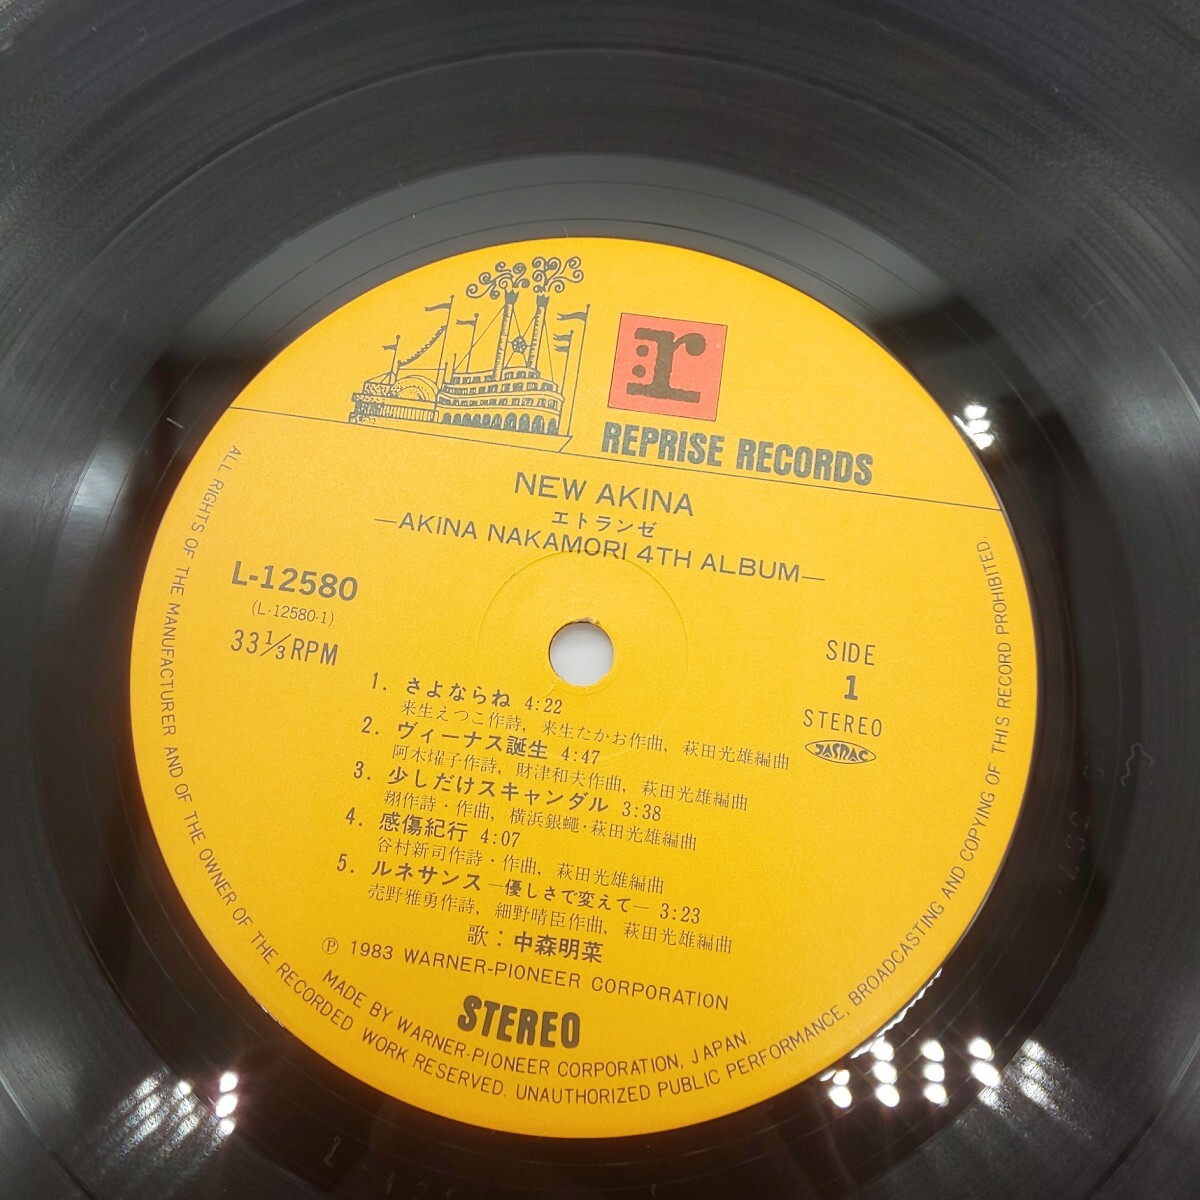 r
REPRISE RECORDS
NEW AKINA
エトランゼ
—AKINA NAKAMORI 4TH ALBUM—
L-12580
(L-12580-1)
33⅓RPM
SIDE
1
STEREO
JASRAC
1. さよならね 4:22
来生えつこ作詩, 来生たかお作曲, 萩田光雄編曲
2. ヴィーナス誕生 4:47
阿木燿子作詩, 財津和夫作曲, 萩田光雄編曲
3. 少しだけスキャンダル 3:38
翔作詩・作曲, 横浜銀蝿・萩田光雄編曲
4. 感傷紀行 4:07
谷村新司作詩・作曲, 萩田光雄編曲
5. ルネサンス—優しさで変えて— 3:23
売野雅勇作詩, 細野晴臣作曲, 萩田光雄編曲
歌：中森明菜
Ⓟ 1983 WARNER-PIONEER CORPORATION
STEREO
MADE BY WARNER-PIONEER CORPORATION, JAPAN.
ALL RIGHTS OF THE MANUFACTURER AND OF THE OWNER OF THE RECORDED WORK RESERVED. UNAUTHORIZED PUBLIC PERFORMANCE, BROADCASTING AND COPYING OF THIS RECORD PROHIBITED.